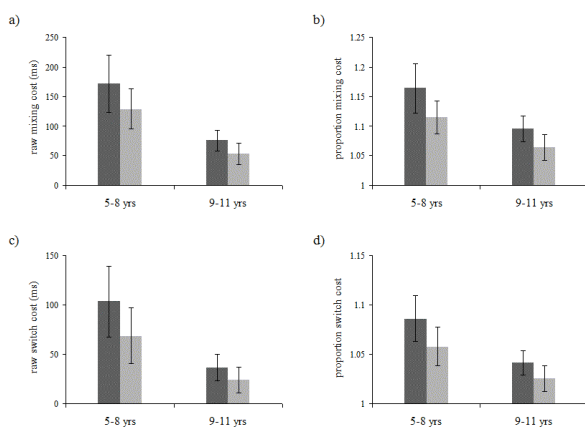 a)
raw mixing cost (ms)
250
200
150
100
50
0
5-8 yrs
9-11 yrs
b)
proportion mixing cost
1.25
1.2
1.15
1.1
1.05
1
5-8 yrs
9-11 yrs
c)
raw switch cost (ms)
150
100
50
0
5-8 yrs
9-11 yrs
d)
proportion switch cost
1.15
1.1
1.05
1
5-8 yrs
9-11 yrs